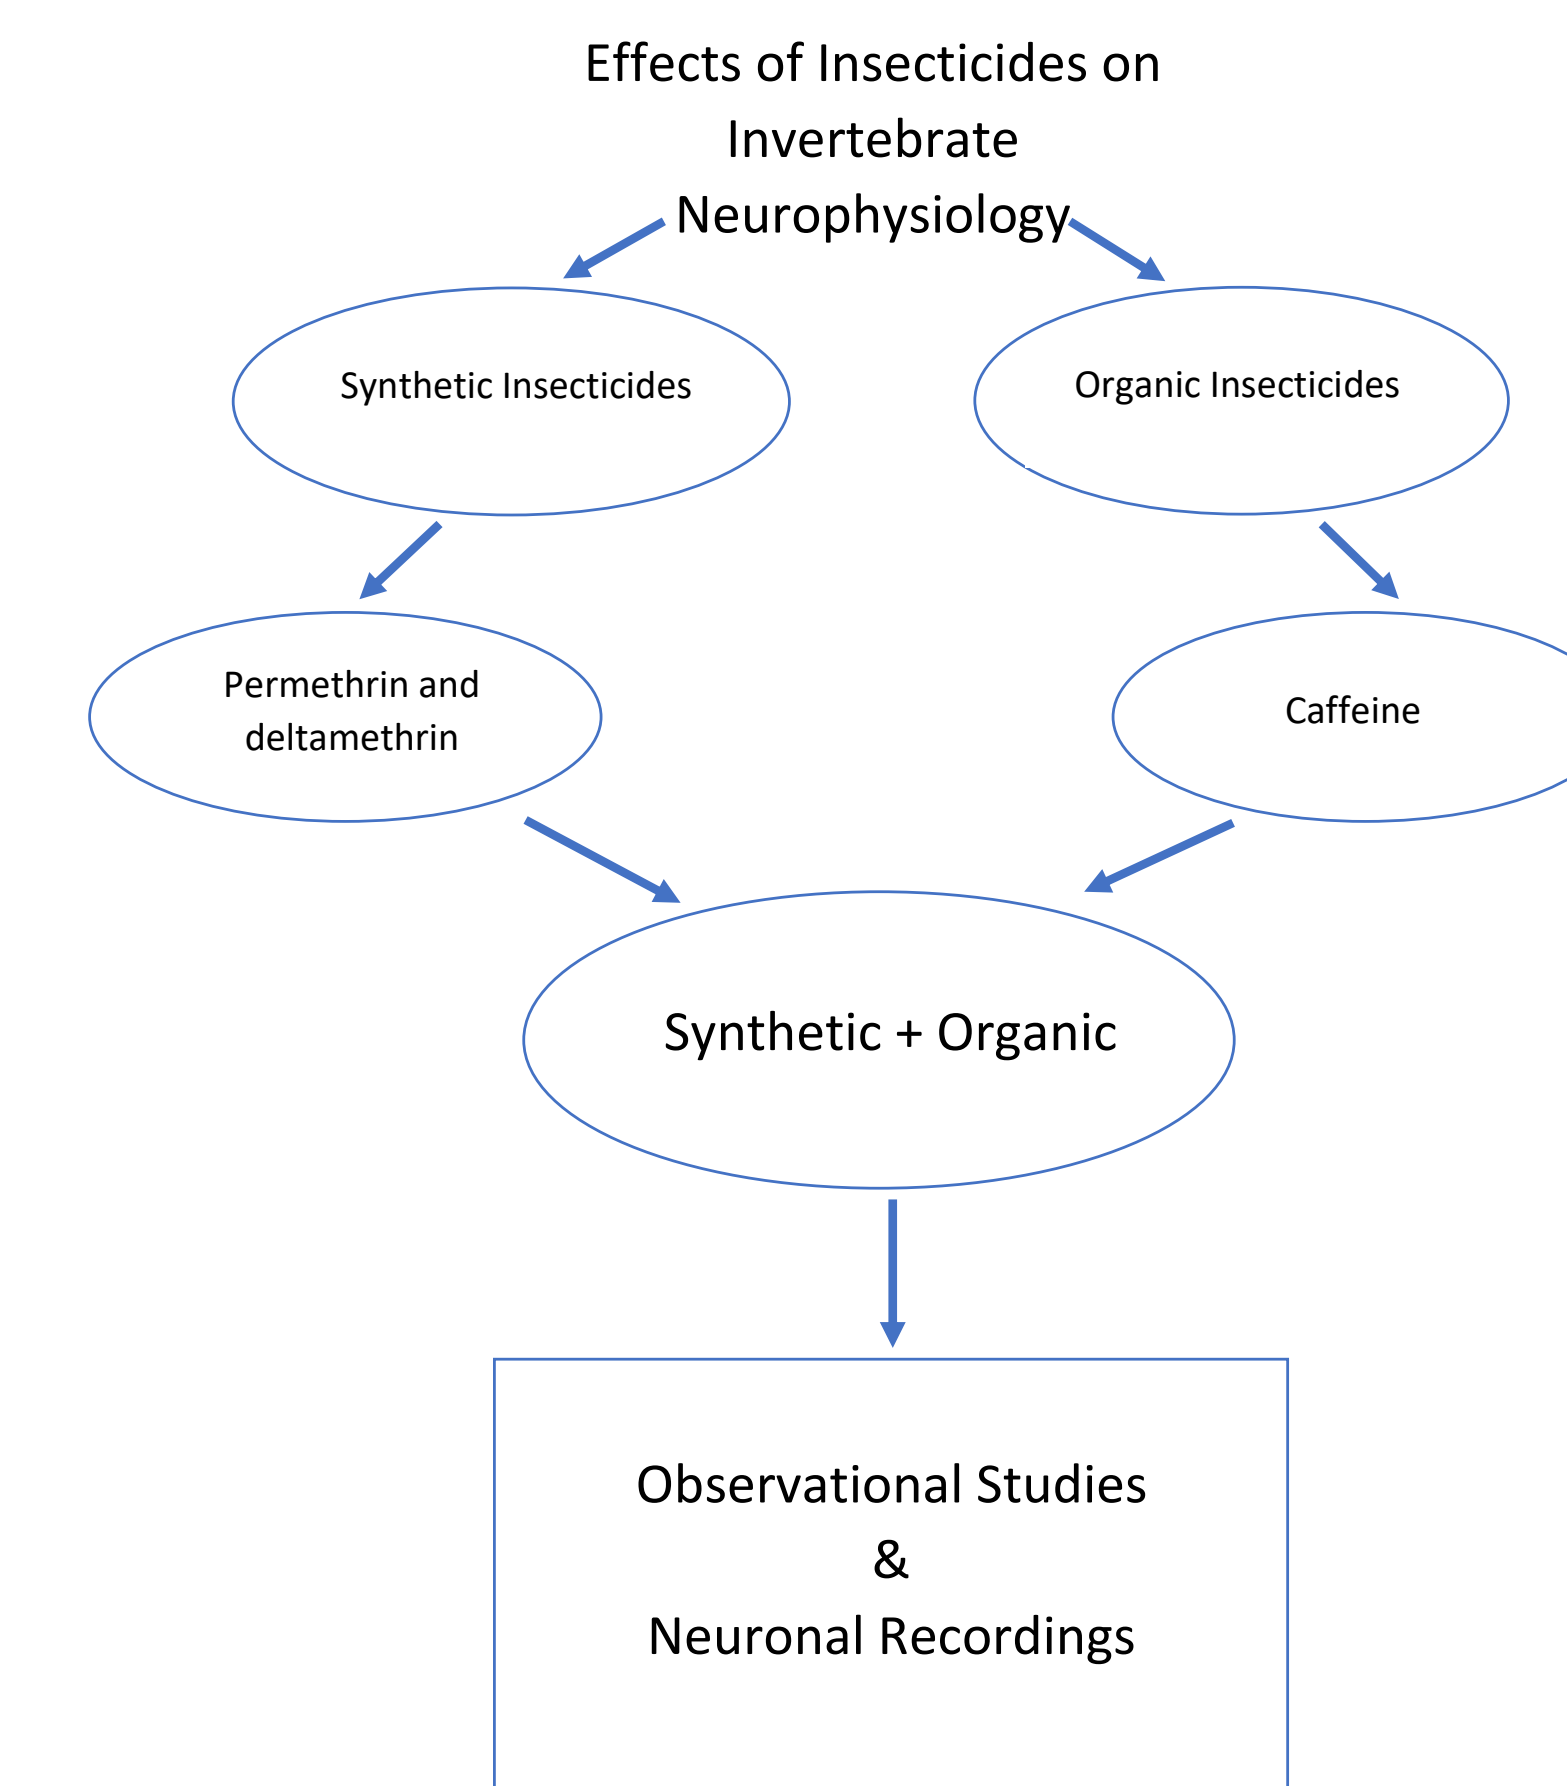 Effects of Insecticides on
Invertebrate
Neurophysiology
Synthetic Insecticides
Organic Insecticides
Permethrin and
deltamethrin
Caffeine
Synthetic + Organic
Observational Studies
&
Neuronal Recordings